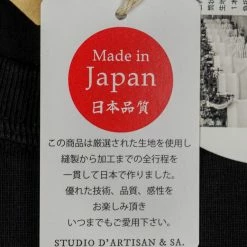 Made in
Japan
日本品質
この商品は厳選された生地を使用し
縫製から加工までの全行程を
一貫して日本で作りました。
優れた技術、品質、感性を
お楽しみ頂き
いつまでもご愛用下さい。
STUDIO D'ARTISAN & SA.